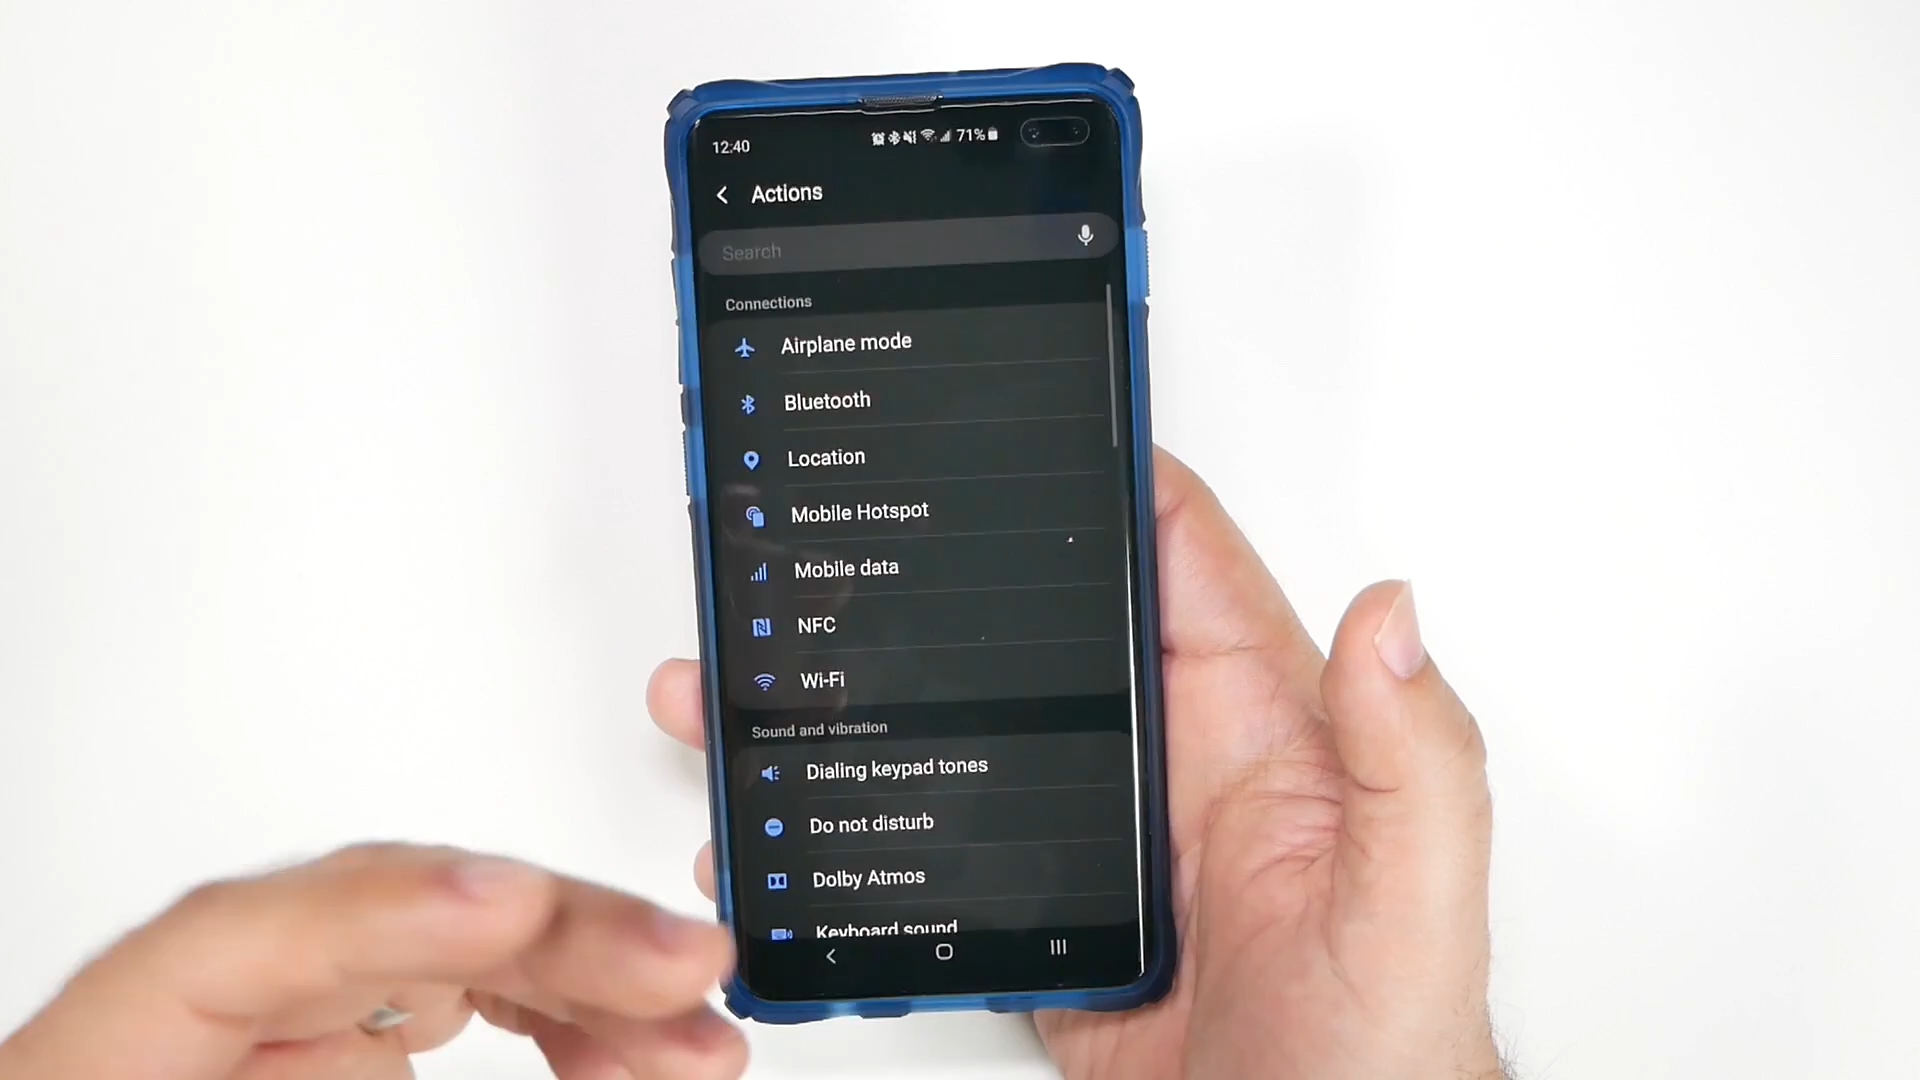 12:40
71%
Actions
Search
Connections
Airplane mode
Bluetooth
Location
Mobile Hotspot
Mobile data
NFC
Wi-Fi
Sound and vibration
Dialing keypad tones
Do not disturb
Dolby Atmos
Keyboard sound